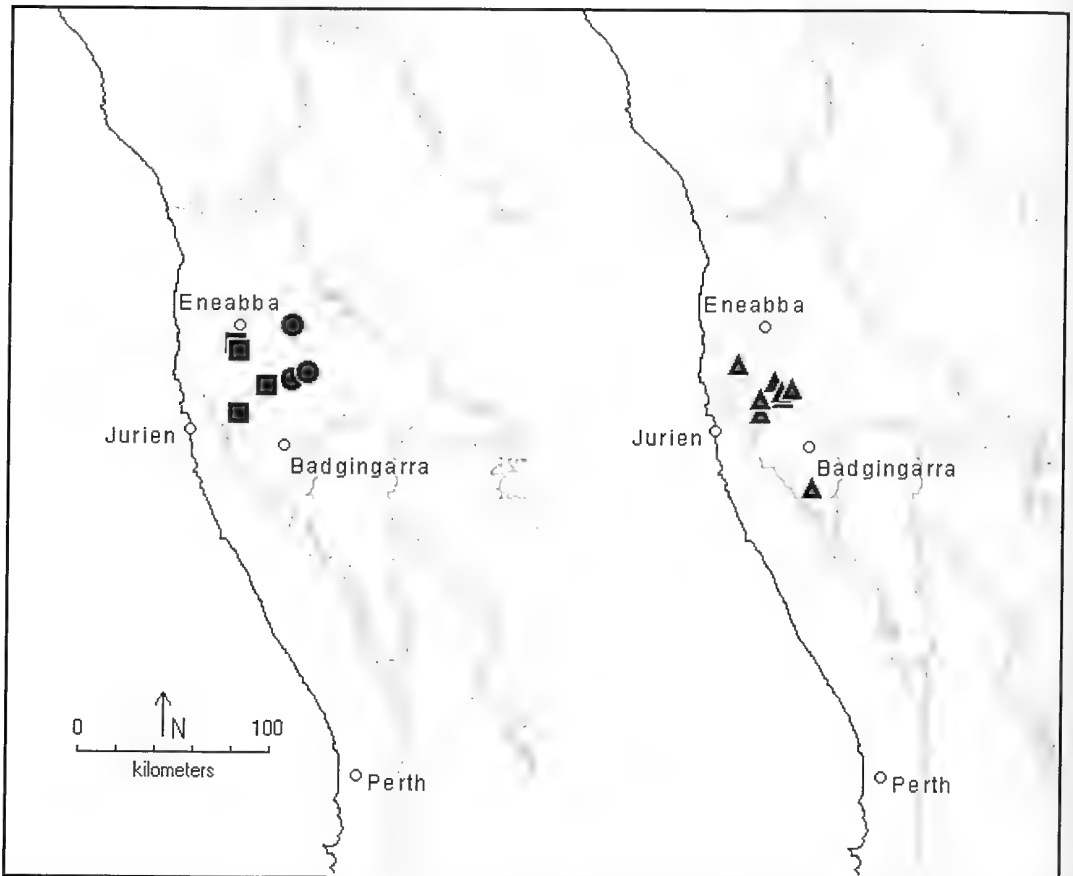 Eneabba
Jurien
Badgingarra
0 N 100
kilometers
Perth
Eneabba
Jurien
Badgingarra
Perth